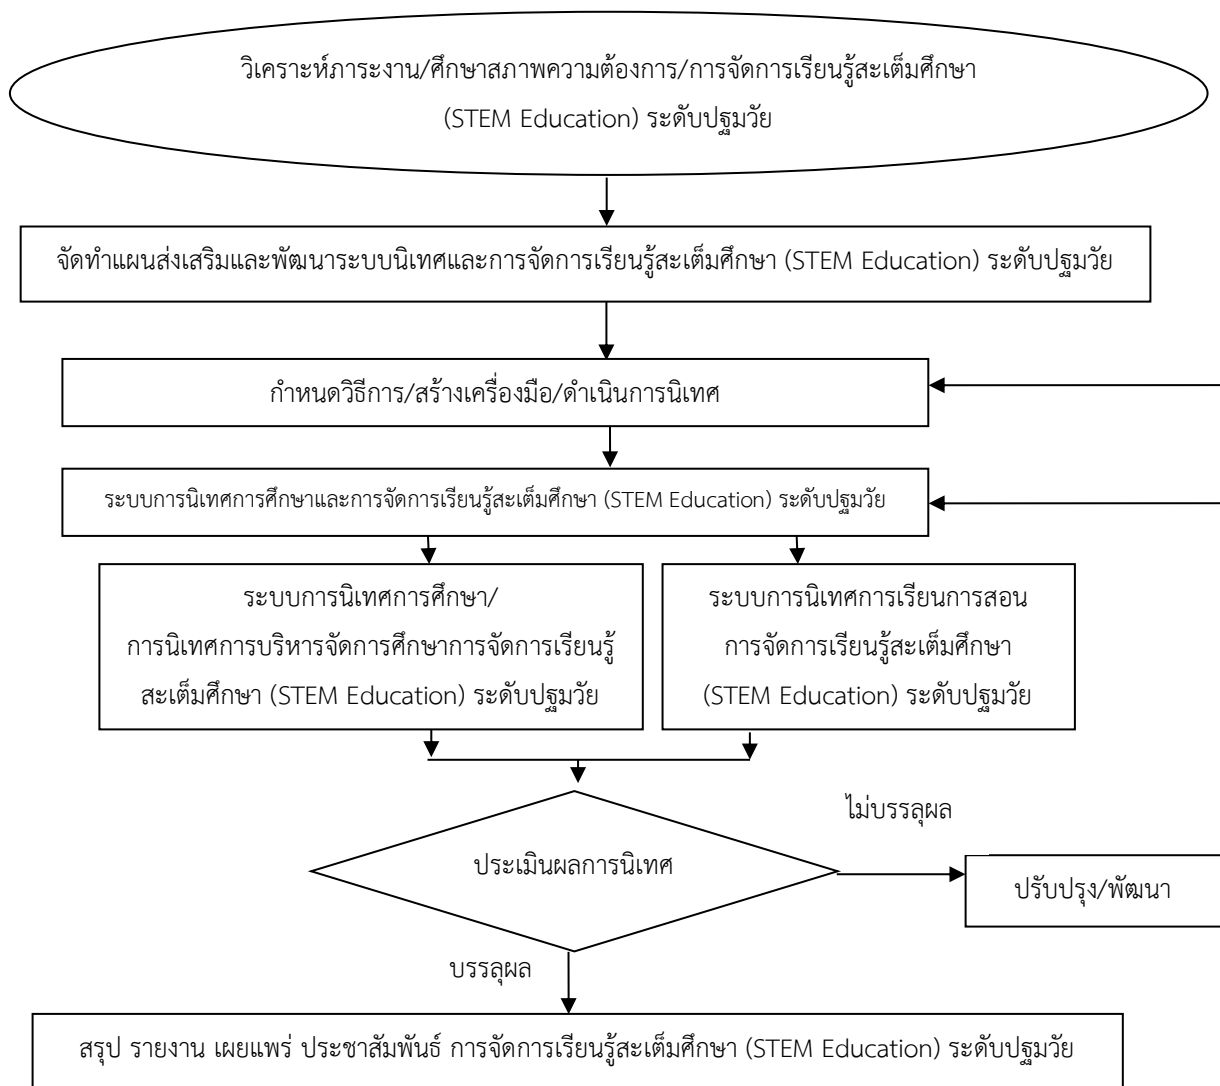 วิเคราะห์ภาระงาน/ศึกษาสภาพความต้องการ/การจัดการเรียนรู้สะเต็มศึกษา
(STEM Education) ระดับปฐมวัย
จัดทำแผนส่งเสริมและพัฒนาระบบนิเทศและการจัดการเรียนรู้สะเต็มศึกษา (STEM Education) ระดับปฐมวัย
กำหนดวิธีการ/สร้างเครื่องมือ/ดำเนินการนิเทศ
ระบบการนิเทศการศึกษาและการจัดการเรียนรู้สะเต็มศึกษา (STEM Education) ระดับปฐมวัย
ระบบการนิเทศการศึกษา/
การนิเทศการบริหารจัดการศึกษาการจัดการเรียนรู้
สะเต็มศึกษา (STEM Education) ระดับปฐมวัย
ระบบการนิเทศการเรียนการสอน
การจัดการเรียนรู้สะเต็มศึกษา
(STEM Education) ระดับปฐมวัย
ไม่บรรลุผล
ประเมินผลการนิเทศ
ปรับปรุง/พัฒนา
บรรลุผล
สรุป รายงาน เผยแพร่ ประชาสัมพันธ์ การจัดการเรียนรู้สะเต็มศึกษา (STEM Education) ระดับปฐมวัย